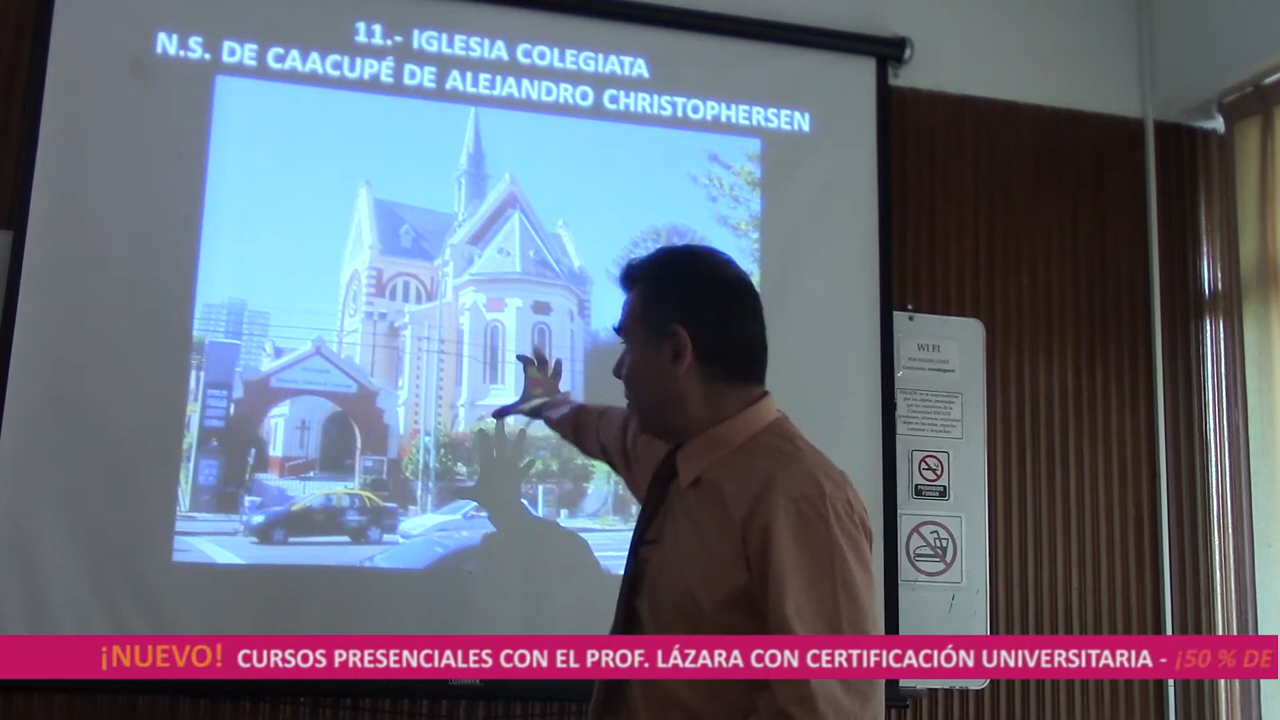 11.- IGLESIA COLEGIATA
N.S. DE CAACUPÉ DE ALEJANDRO CHRISTOPHERSEN
WI FI
PROHIBIDO
FUMAR
¡NUEVO! CURSOS PRESENCIALES CON EL PROF. LÁZARA CON CERTIFICACIÓN UNIVERSITARIA - ¡50 % DE